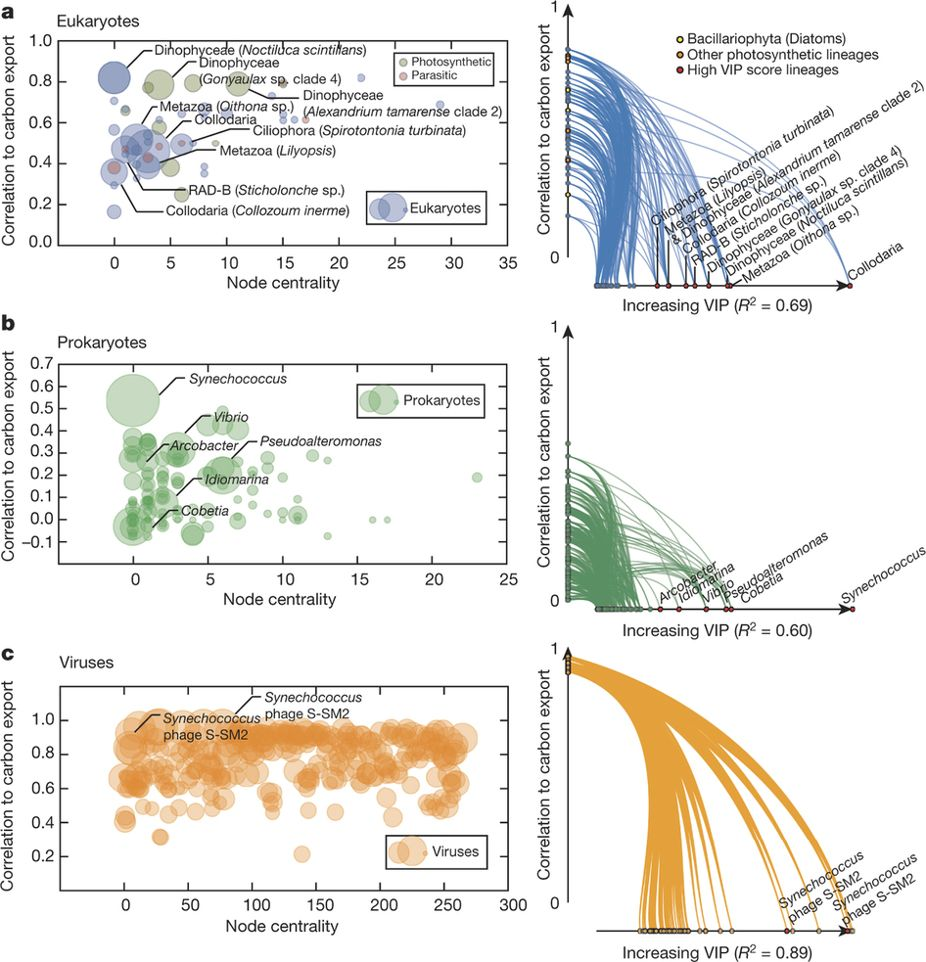 a
Eukaryotes
Correlation to carbon export
1.0
0.8
0.6
0.4
0.2
0.0
Dinophyceae (Noctiluca scintillans)
Dinophyceae
(Gonyaulax sp. clade 4)
Dinophyceae
(Alexandrium tamarense clade 2)
Metazoa (Oithona sp.)
Collodaria
Ciliophora (Spirotontonia turbinata)
Metazoa (Lilyopsis)
RAD-B (Sticholonche sp.)
Collodaria (Collozoum inerme)
Photosynthetic
Parasitic
Eukaryotes
0 5 10 15 20 25 30 35
Node centrality
1
Correlation to carbon export
0
Bacillariophyta (Diatoms)
Other photosynthetic lineages
High VIP score lineages
Ciliophora (Spirotontonia turbinata)
Metazoa (Lilyopsis)
& Dinophyceae (Alexandrium tamarense clade 2)
Collodaria (Collozoum inerme)
RAD-B (Sticholonche sp.)
Dinophyceae (Gonyaulax sp. clade 4)
Dinophyceae (Noctiluca scintillans)
Metazoa (Oithona sp.)
Collodaria
Increasing VIP (R² = 0.69)
b
Prokaryotes
Correlation to carbon export
0.7
0.6
0.5
0.4
0.3
0.2
0.1
0.0
−0.1
Synechococcus
Vibrio
Arcobacter
Pseudoalteromonas
Idiomarina
Cobetia
Prokaryotes
0 5 10 15 20 25
Node centrality
1
Correlation to carbon export
0
Arcobacter
Idiomarina
Vibrio
Pseudoalteromonas
Cobetia
Synechococcus
Increasing VIP (R² = 0.60)
c
Viruses
Correlation to carbon export
1.0
0.8
0.6
0.4
0.2
Synechococcus
phage S-SM2
Synechococcus
phage S-SM2
Viruses
0 50 100 150 200 250 300
Node centrality
1
Correlation to carbon export
0
Synechococcus
phage S-SM2
Synechococcus
phage S-SM2
Increasing VIP (R² = 0.89)